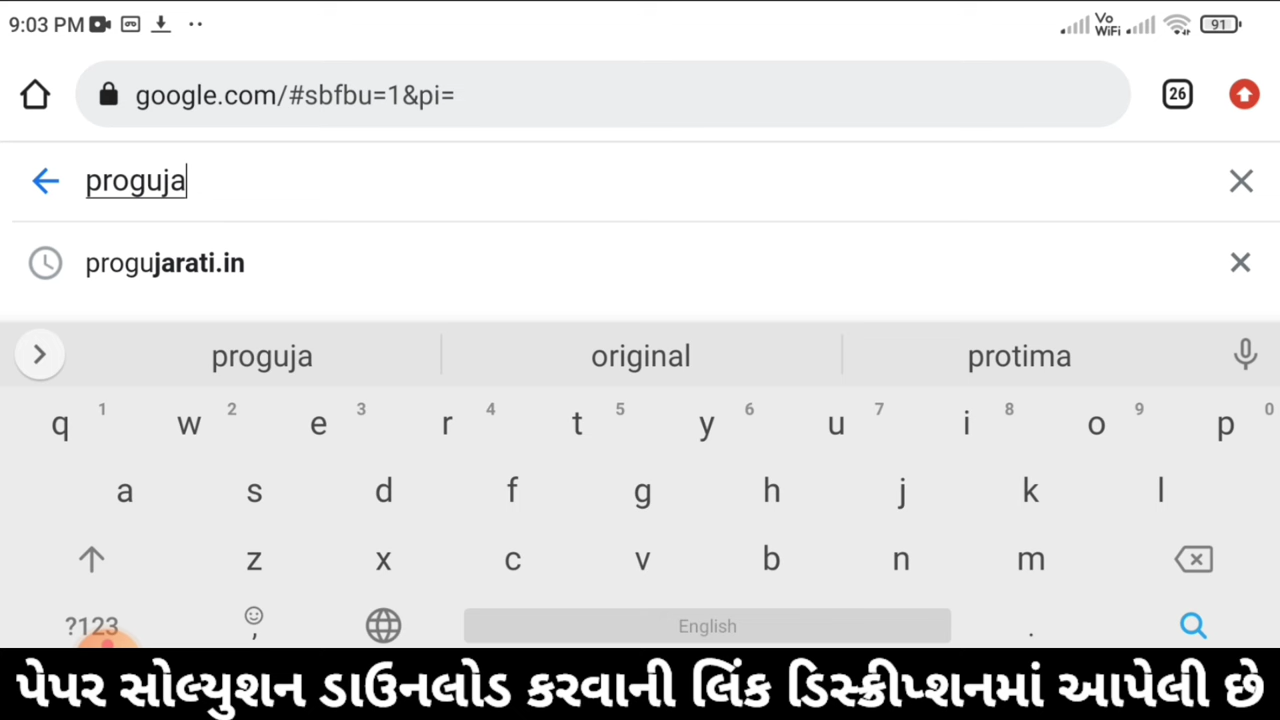 9:03 PM Vo WiFi 91
google.com/#sbfbu=1&pi= 26
proguja
progujarati.in
proguja original protima
q 1 w 2 e 3 r 4 t 5 y 6 u 7 i 8 o 9 p 0
a s d f g h j k l
z x c v b n m
?123 , English .
પેપર સોલ્યુશન ડાઉનલોડ કરવાની લિંક ડિસ્ક્રીપ્શનમાં આપેલી છે